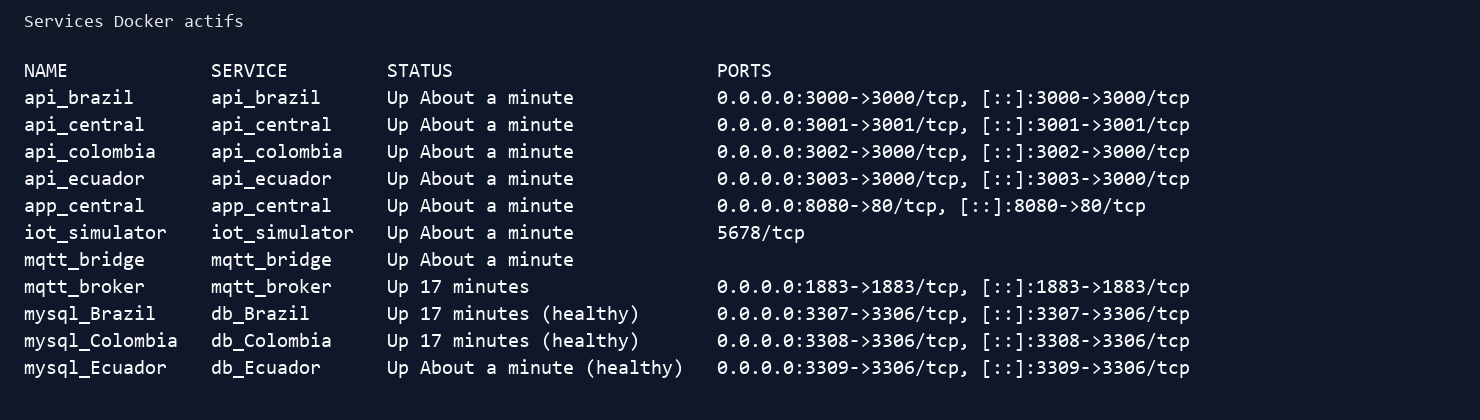 Services Docker actifs
NAME SERVICE STATUS PORTS
api_brazil api_brazil Up About a minute 0.0.0.0:3000->3000/tcp, [::]:3000->3000/tcp
api_central api_central Up About a minute 0.0.0.0:3001->3001/tcp, [::]:3001->3001/tcp
api_colombia api_colombia Up About a minute 0.0.0.0:3002->3000/tcp, [::]:3002->3000/tcp
api_ecuador api_ecuador Up About a minute 0.0.0.0:3003->3000/tcp, [::]:3003->3000/tcp
app_central app_central Up About a minute 0.0.0.0:8080->80/tcp, [::]:8080->80/tcp
iot_simulator iot_simulator Up About a minute 5678/tcp
mqtt_bridge mqtt_bridge Up About a minute
mqtt_broker mqtt_broker Up 17 minutes 0.0.0.0:1883->1883/tcp, [::]:1883->1883/tcp
mysql_Brazil db_Brazil Up 17 minutes (healthy) 0.0.0.0:3307->3306/tcp, [::]:3307->3306/tcp
mysql_Colombia db_Colombia Up 17 minutes (healthy) 0.0.0.0:3308->3306/tcp, [::]:3308->3306/tcp
mysql_Ecuador db_Ecuador Up About a minute (healthy) 0.0.0.0:3309->3306/tcp, [::]:3309->3306/tcp